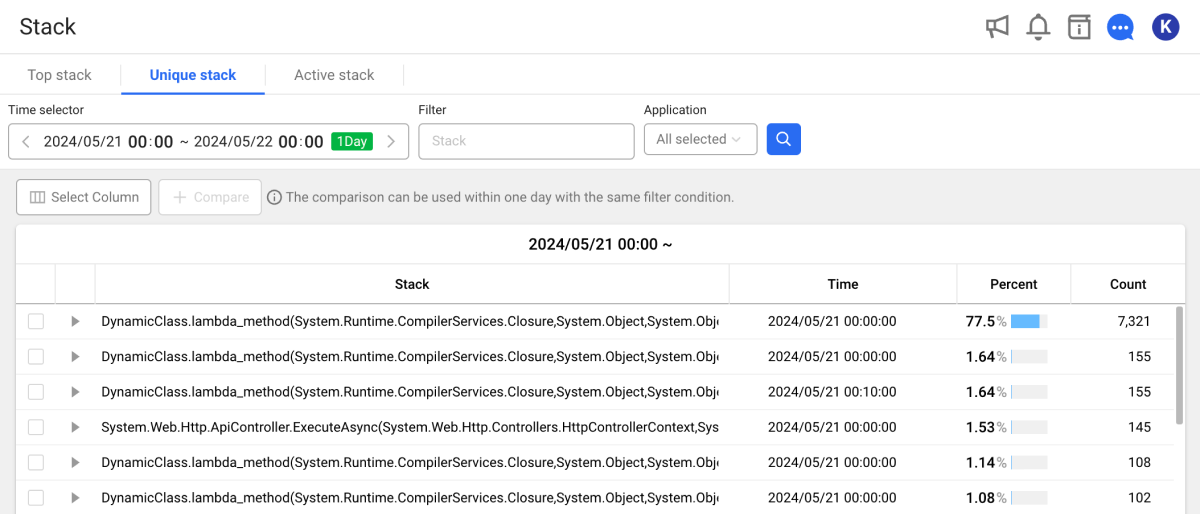 Stack
K
Top stack Unique stack Active stack
Time selector Filter Application
2024/05/21 00:00 ~ 2024/05/22 00:00 1Day Stack All selected
Select Column Compare The comparison can be used within one day with the same filter condition.
2024/05/21 00:00 ~
Stack Time Percent Count
DynamicClass.lambda_method(System.Runtime.CompilerServices.Closure,System.Object,System.Obje 2024/05/21 00:00:00 77.5% 7,321
DynamicClass.lambda_method(System.Runtime.CompilerServices.Closure,System.Object,System.Obje 2024/05/21 00:00:00 1.64% 155
DynamicClass.lambda_method(System.Runtime.CompilerServices.Closure,System.Object,System.Obje 2024/05/21 00:10:00 1.64% 155
System.Web.Http.ApiController.ExecuteAsync(System.Web.Http.Controllers.HttpControllerContext,Sys 2024/05/21 00:00:00 1.53% 145
DynamicClass.lambda_method(System.Runtime.CompilerServices.Closure,System.Object,System.Obje 2024/05/21 00:00:00 1.14% 108
DynamicClass.lambda_method(System.Runtime.CompilerServices.Closure,System.Object,System.Obje 2024/05/21 00:00:00 1.08% 102